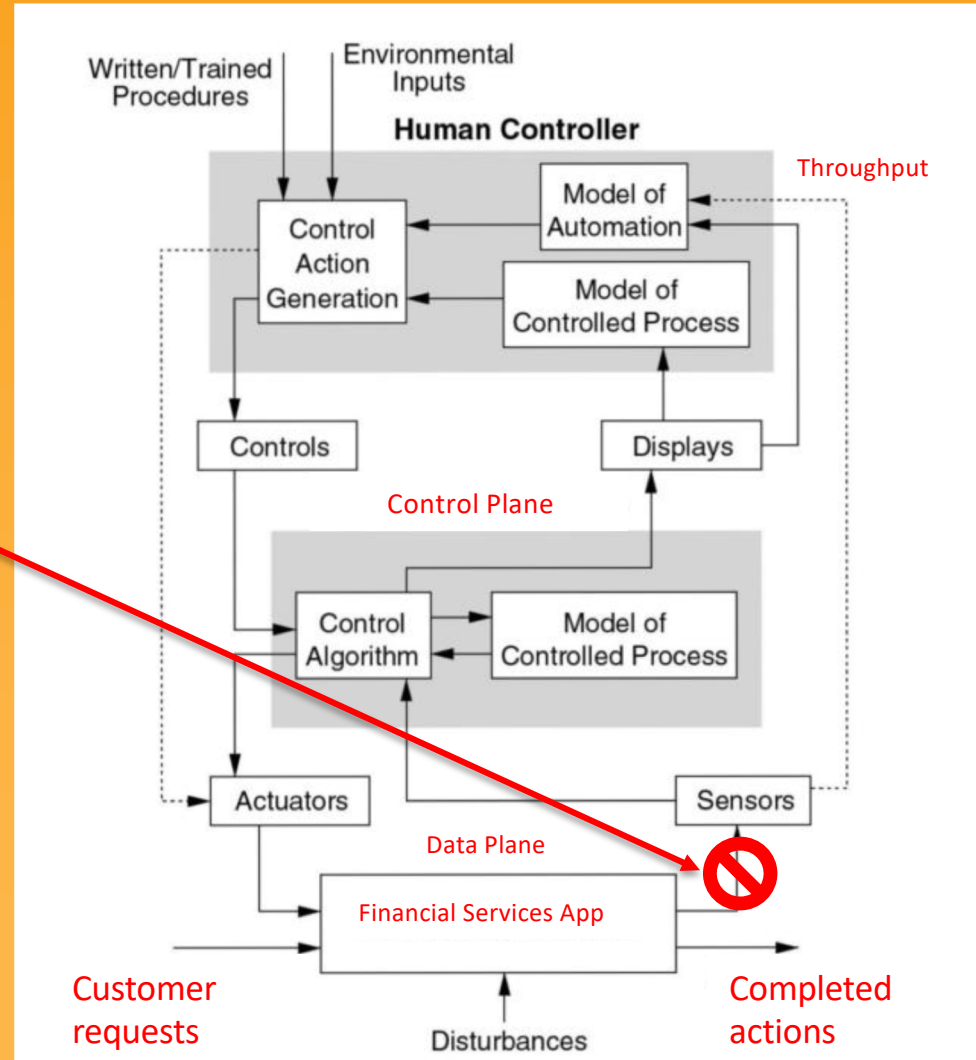 Written/Trained
Procedures
Environmental
Inputs
Human Controller
Throughput
Model of
Automation
Control
Action
Generation
Model of
Controlled Process
Controls
Displays
Control Plane
Control
Algorithm
Model of
Controlled Process
Actuators
Sensors
Data Plane
Financial Services App
Customer
requests
Completed
actions
Disturbances